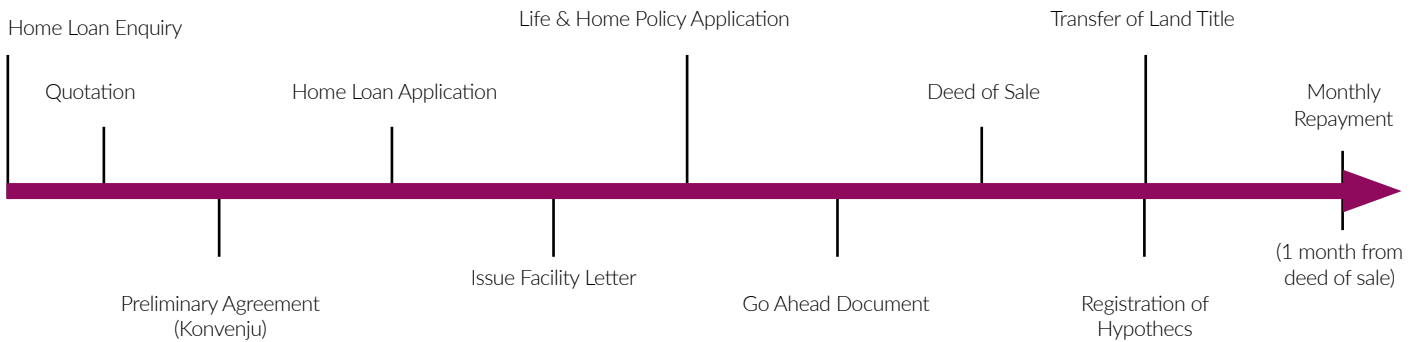 Home Loan Enquiry
Life & Home Policy Application
Transfer of Land Title
Quotation
Home Loan Application
Deed of Sale
Monthly
Repayment
Preliminary Agreement
(Konvenju)
Issue Facility Letter
Go Ahead Document
Registration of
Hypothecs
(1 month from
deed of sale)